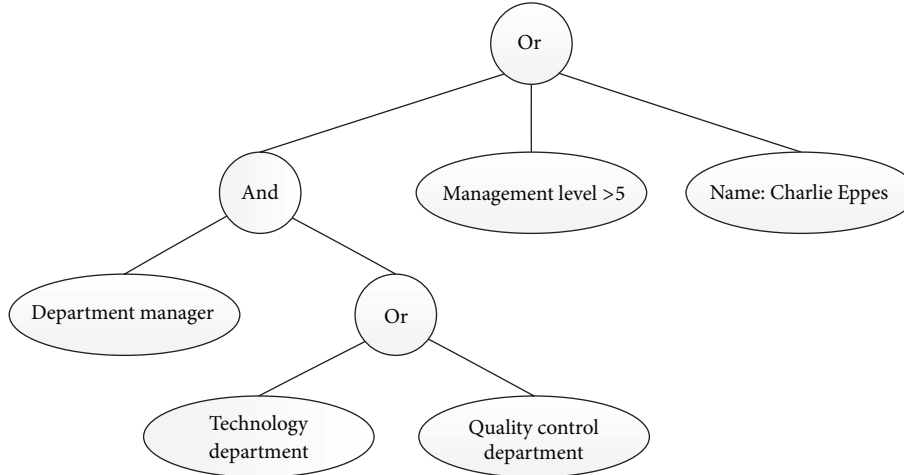 Or
And
Management level >5
Name: Charlie Eppes
Department manager
Or
Technology
department
Quality control
department